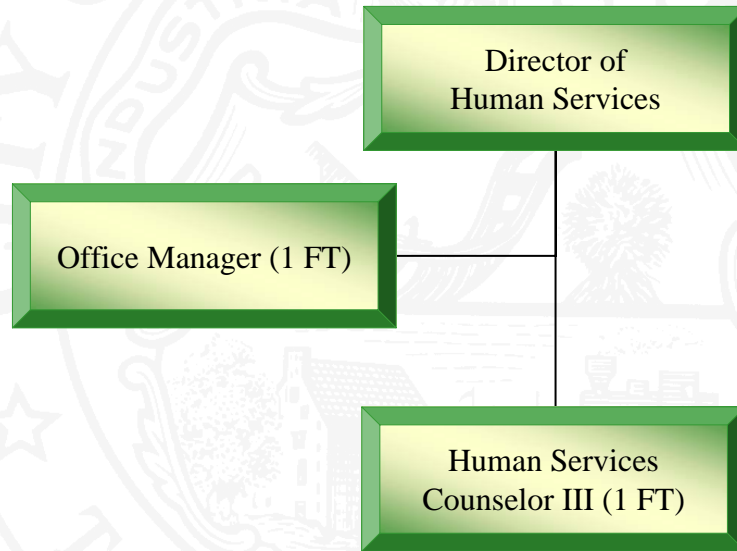 Director of
Human Services
Office Manager (1 FT)
Human Services
Counselor III (1 FT)